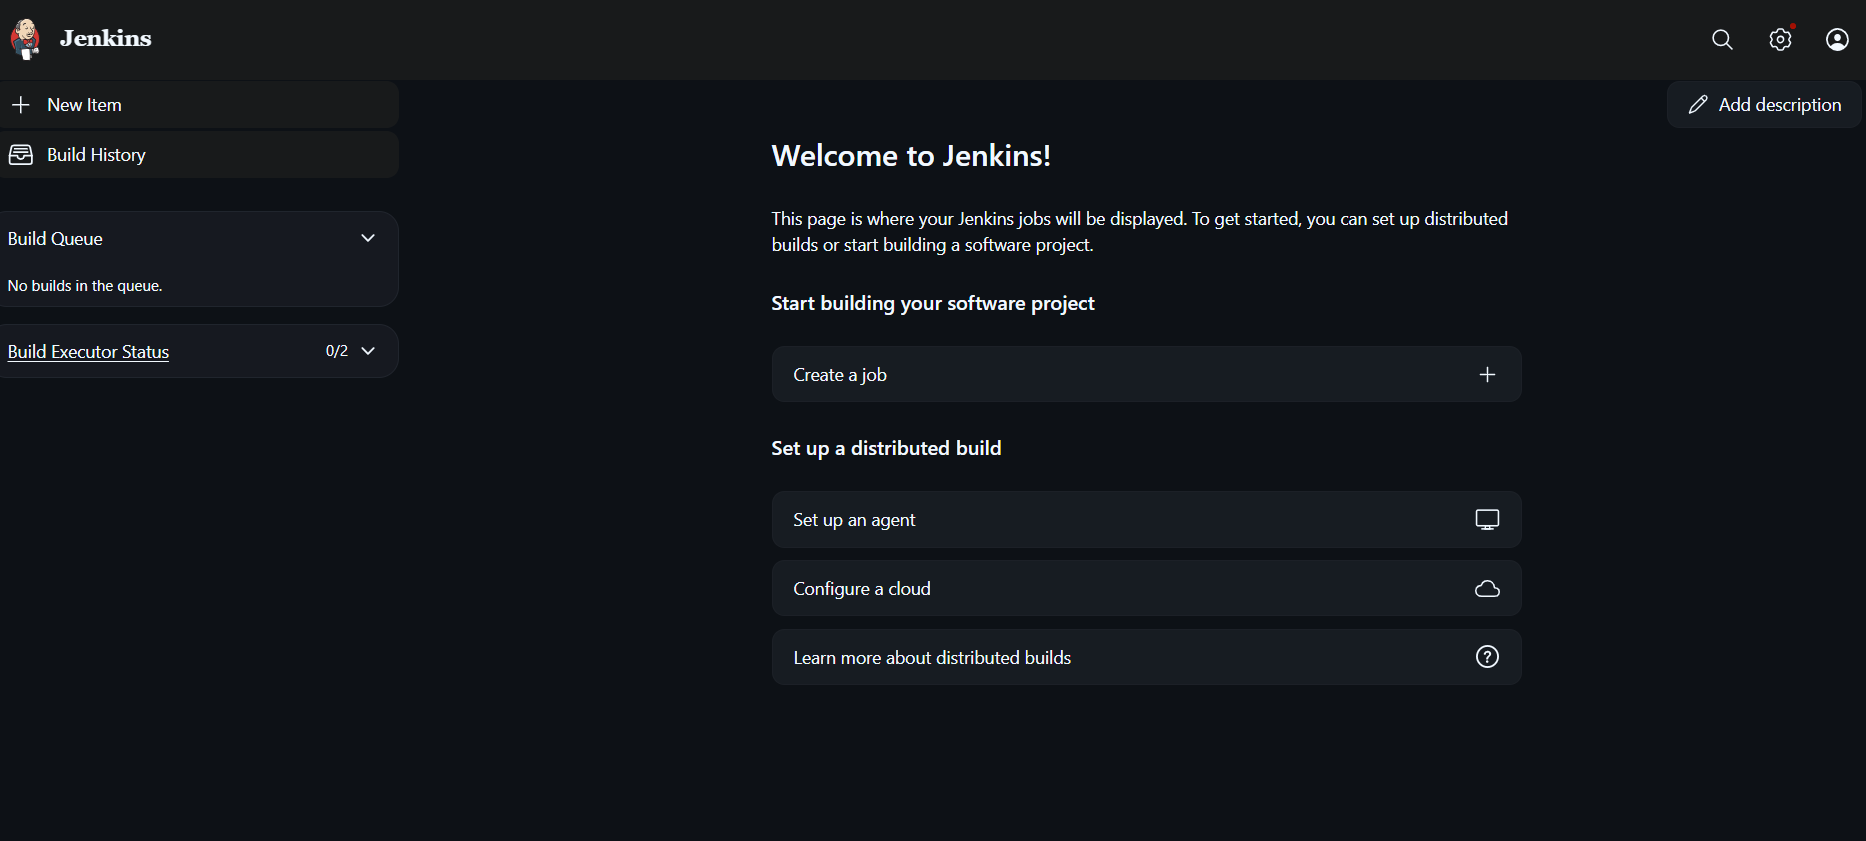 Jenkins
New Item
Build History
Build Queue
No builds in the queue.
Build Executor Status 0/2
Add description
Welcome to Jenkins!
This page is where your Jenkins jobs will be displayed. To get started, you can set up distributed
builds or start building a software project.
Start building your software project
Create a job
Set up a distributed build
Set up an agent
Configure a cloud
Learn more about distributed builds